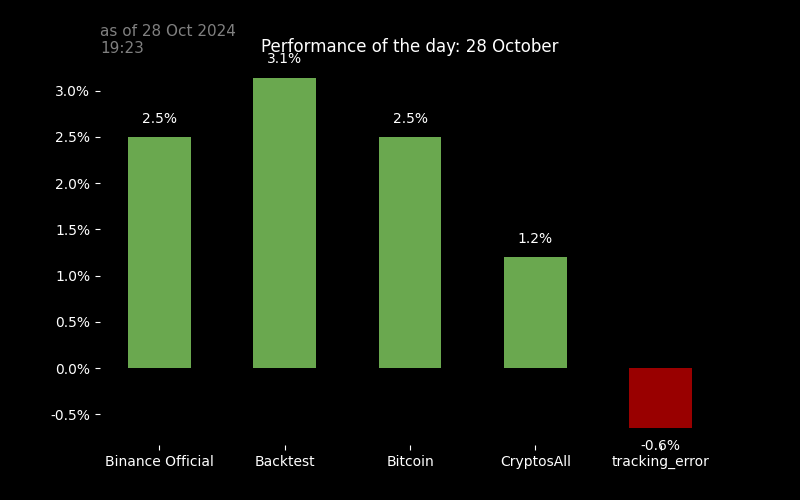 as of 28 Oct 2024
19:23
Performance of the day: 28 October
3.1%
3.0%
2.5%
2.5%
2.5%
2.0%
1.5%
1.2%
1.0%
0.5%
0.0%
-0.5%
-0.6%
Binance Official
Backtest
Bitcoin
CryptosAll
tracking_error